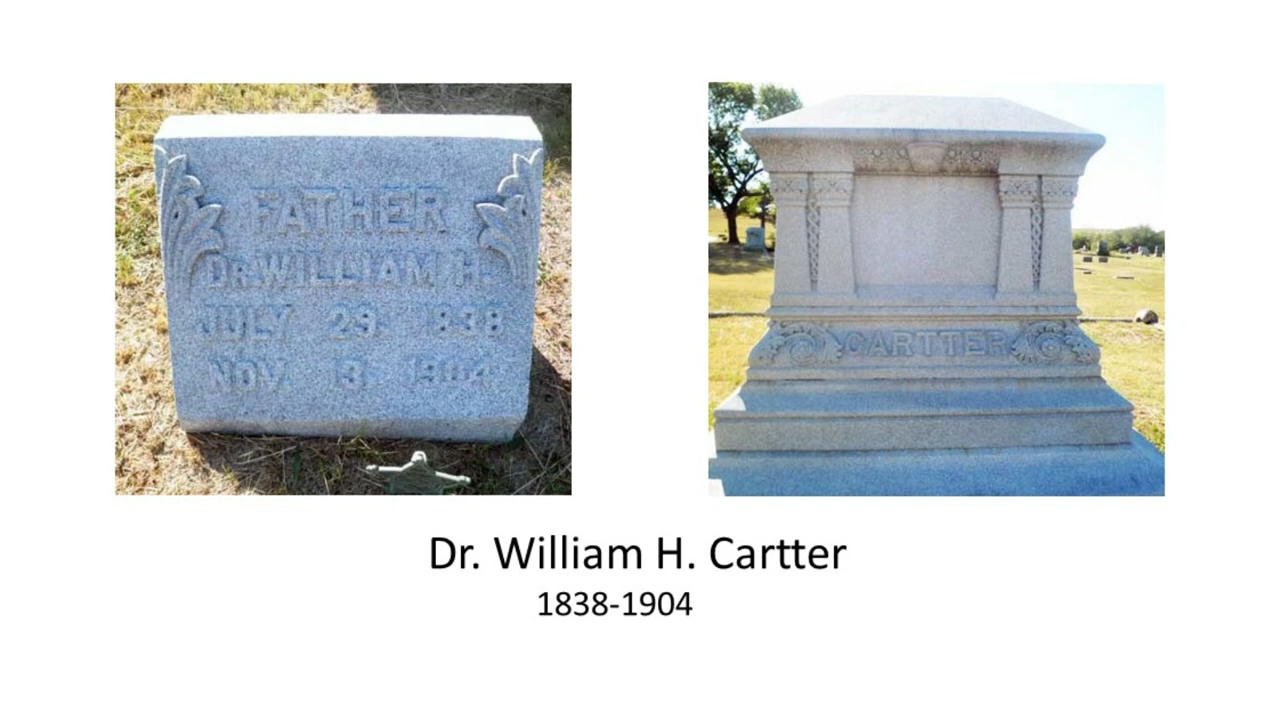 FATHER
DR. WILLIAM H.
JULY 29 1838
NOV. 13 1904
CARTTER
Dr. William H. Cartter
1838-1904